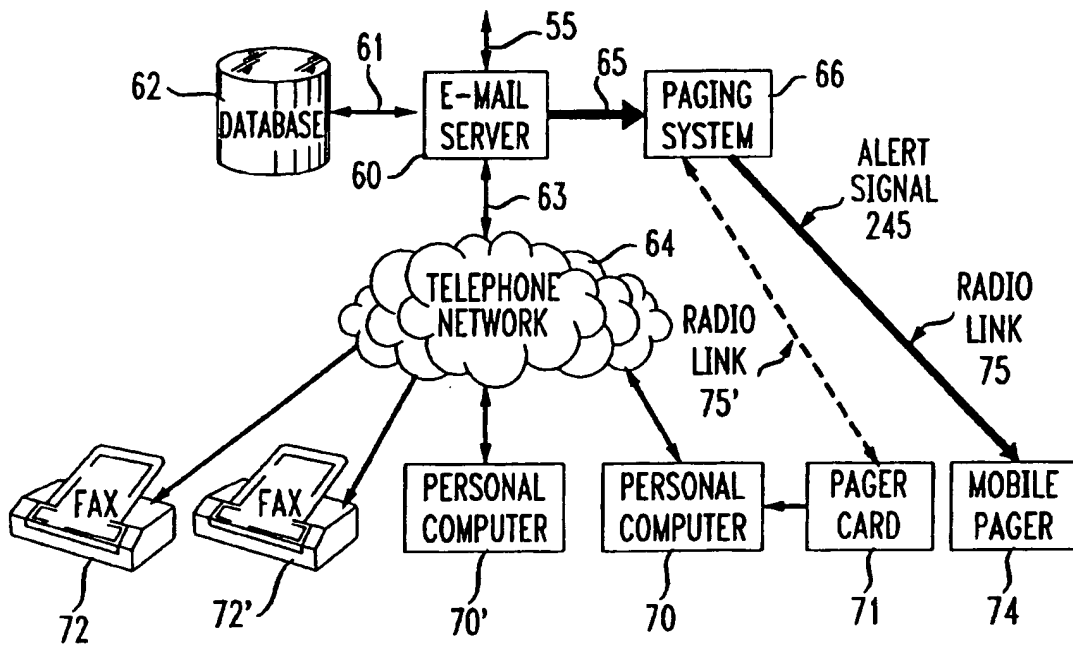 55
61
62
DATABASE
E-MAIL
SERVER
65
PAGING
SYSTEM
66
60
63
ALERT
SIGNAL
245
64
TELEPHONE
NETWORK
RADIO
LINK
75'
RADIO
LINK
75
FAX
FAX
PERSONAL
COMPUTER
PERSONAL
COMPUTER
PAGER
CARD
MOBILE
PAGER
72
72'
70'
70
71
74